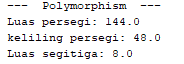 --- Polymorphism ---
Luas persegi: 144.0
keliling persegi: 48.0
Luas segitiga: 8.0